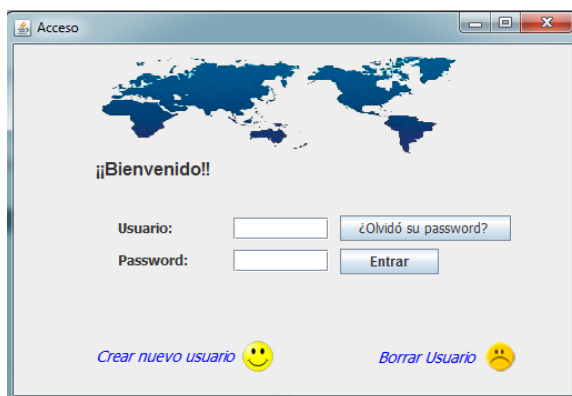 Acceso
¡¡Bienvenido!!
Usuario:
¿Olvidó su password?
Password:
Entrar
Crear nuevo usuario
Borrar Usuario